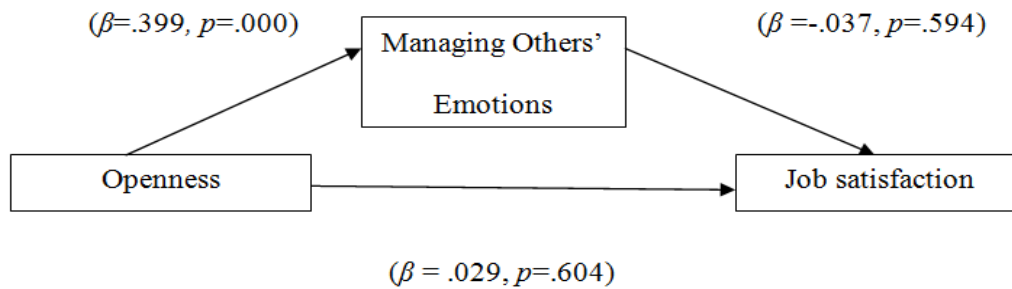 (β=.399, p=.000)
Managing Others’
Emotions
(β =-.037, p=.594)
Openness
Job satisfaction
(β = .029, p=.604)